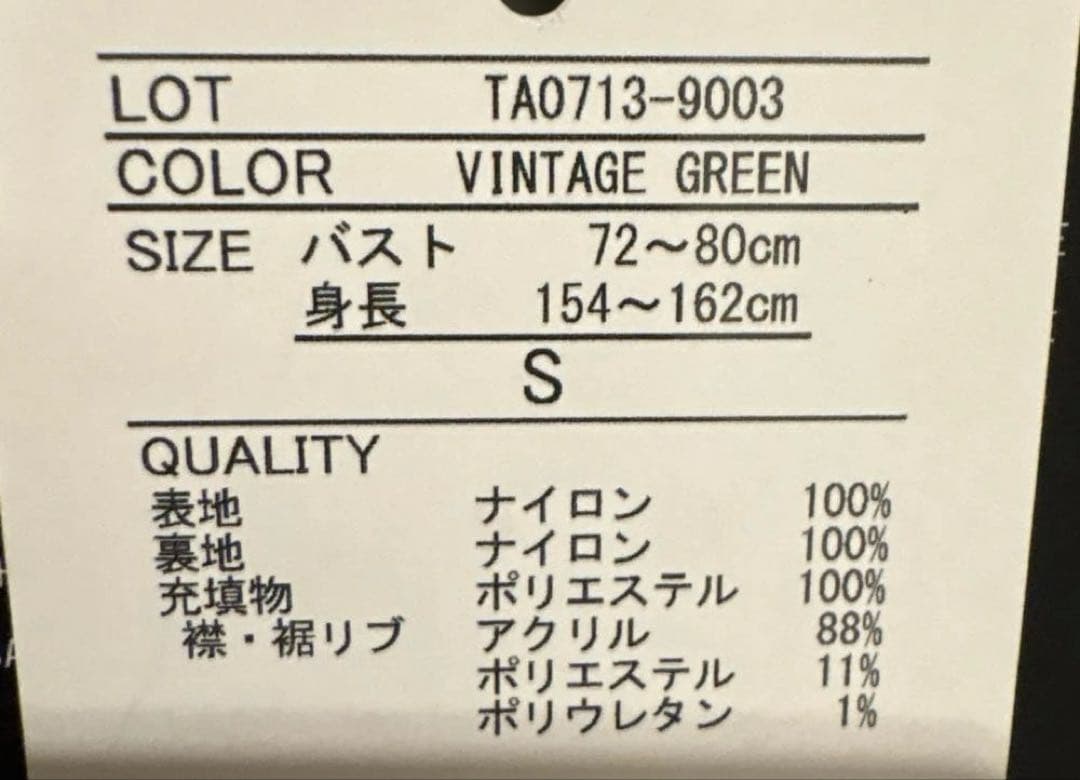 LOT TA0713-9003
COLOR VINTAGE GREEN
SIZE バスト 72～80cm
身長 154～162cm
S
QUALITY
表地 ナイロン 100%
裏地 ナイロン 100%
充填物 ポリエステル 100%
襟・裾リブ アクリル 88%
ポリエステル 11%
ポリウレタン 1%